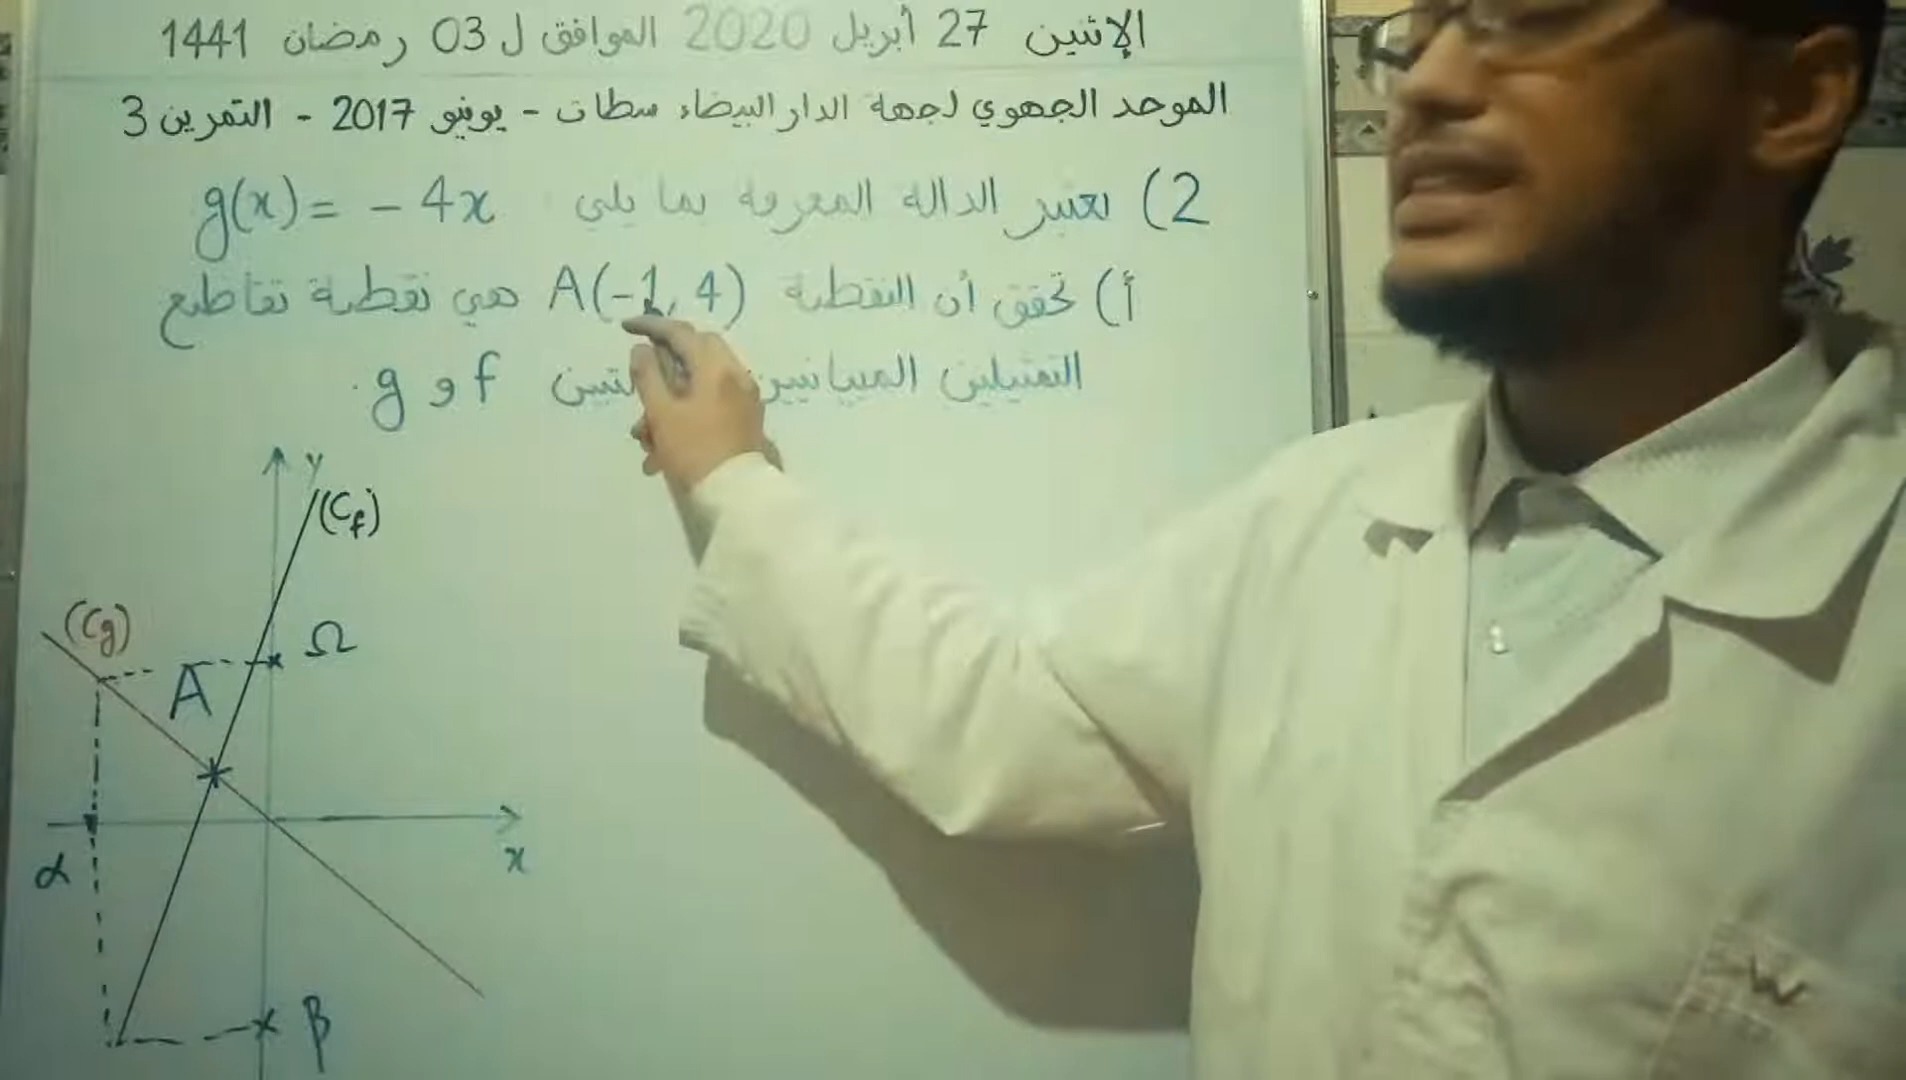 الإثنين 27 أبريل 2020 الموافق ل 03 رمضان 1441
الموحد الجهوي لجهة الدار البيضاء سطات - يونيو 2017 - التمرين 3
2) نعتبر الدالة المعرفة بما يلي g(x) = - 4x
أ) تحقق أن النقطة A(-1, 4) هي نقطة تقاطع
التمثيلين المبيانيين f و g.
y
(Cf)
(Cg)
Ω
A
α
x
β